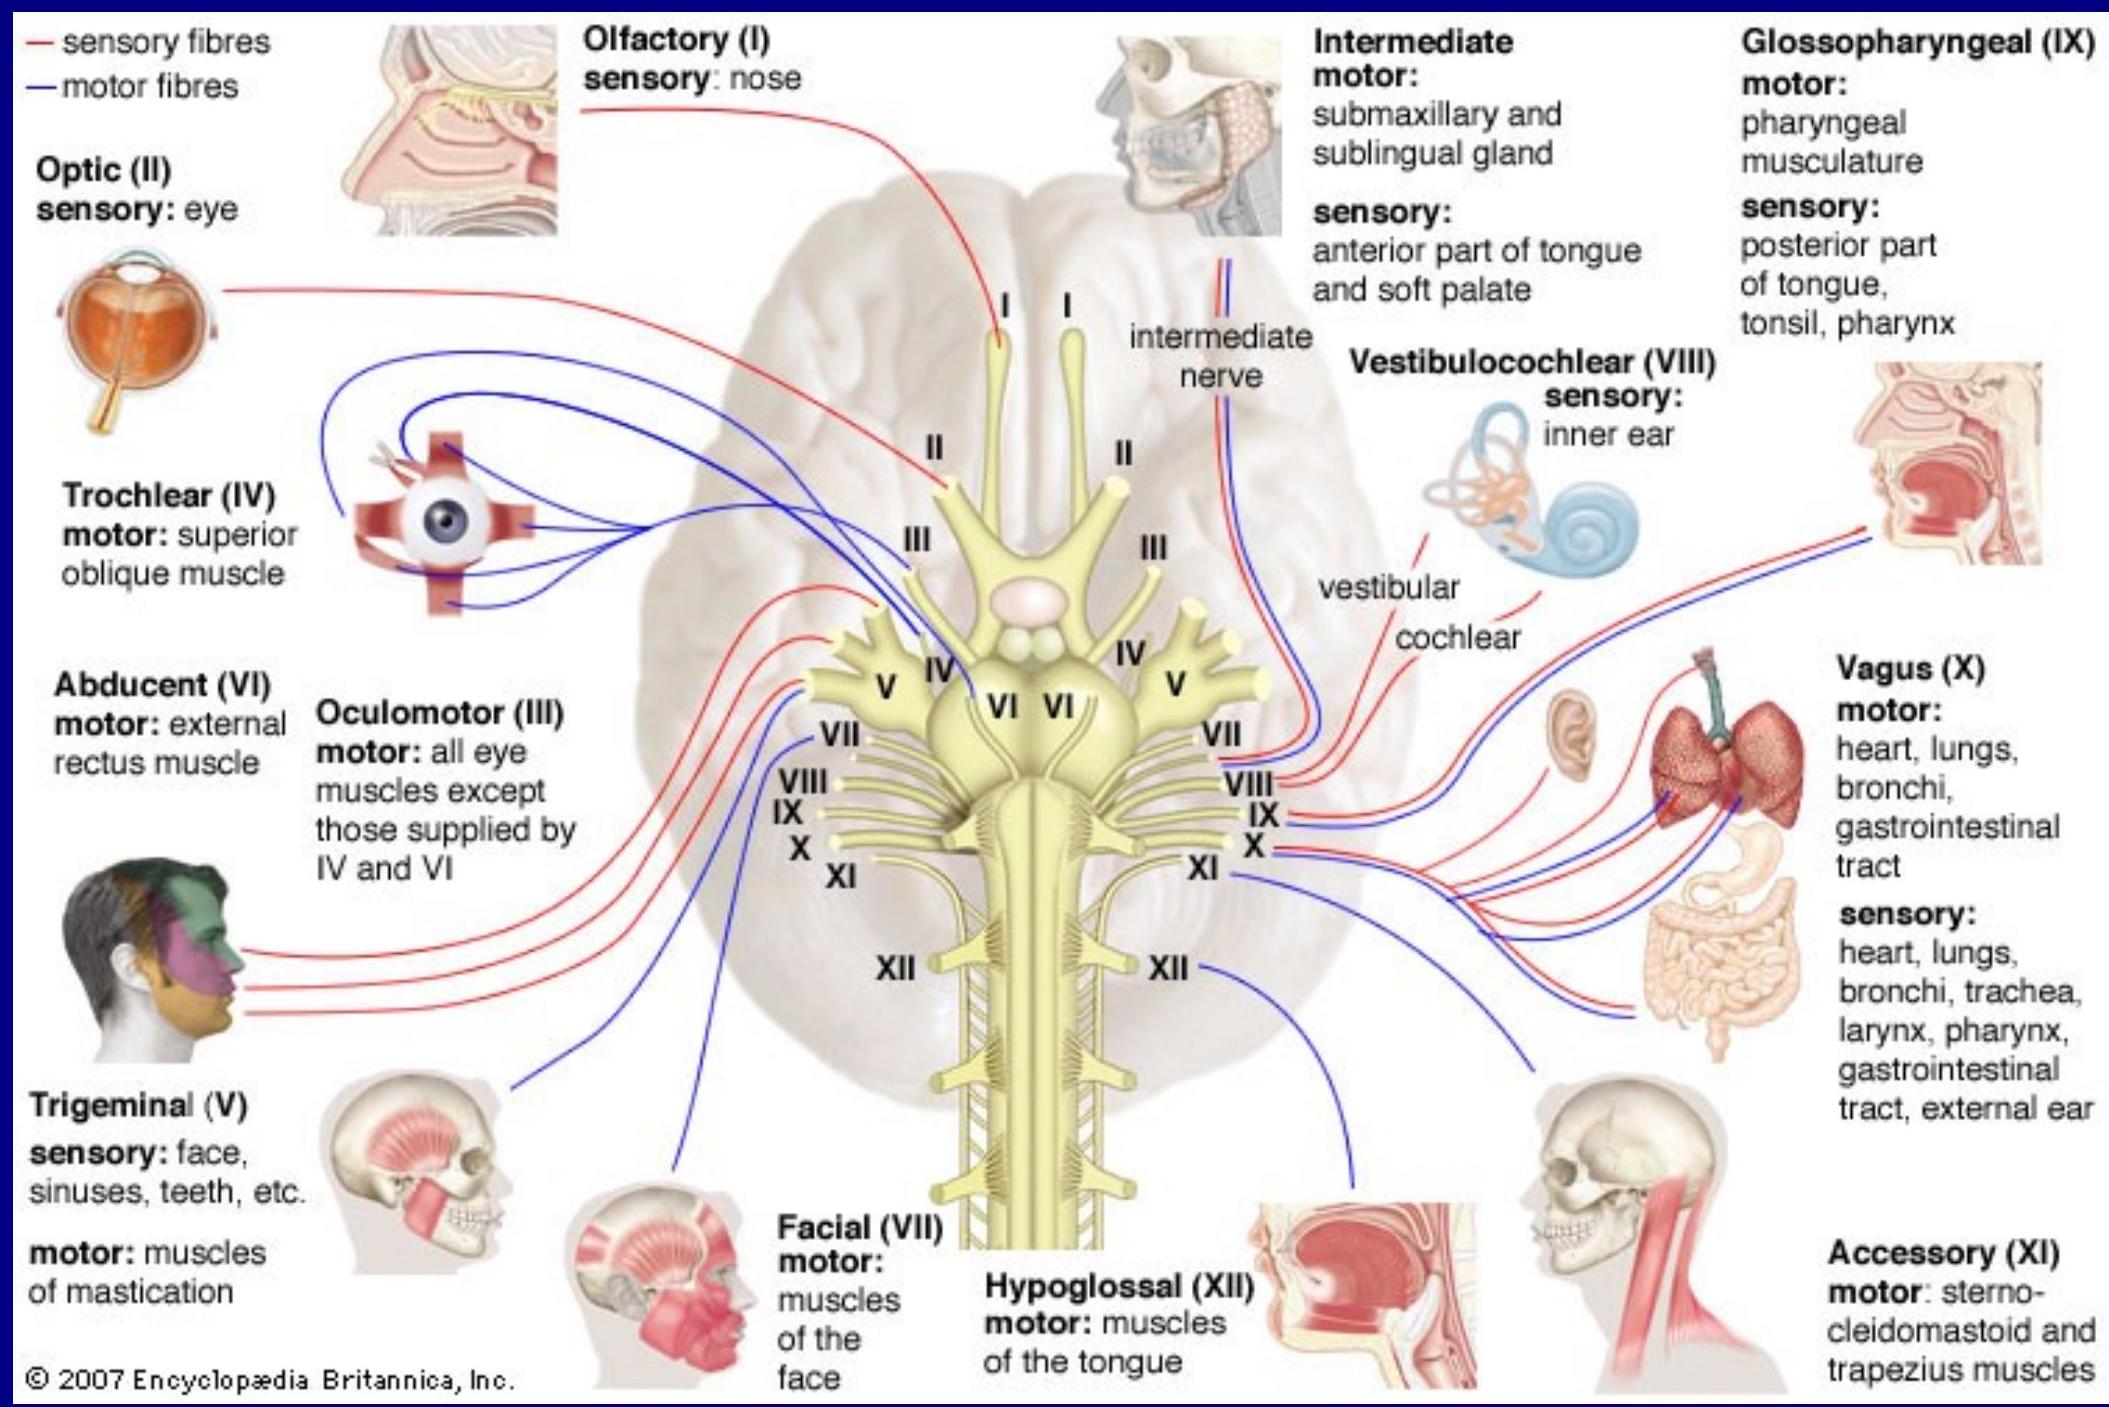 sensory fibres
motor fibres
Olfactory (I)
sensory: nose
Optic (II)
sensory: eye
Intermediate
motor:
submaxillary and
sublingual gland
sensory:
anterior part of tongue
and soft palate
Glossopharyngeal (IX)
motor:
pharyngeal
musculature
sensory:
posterior part
of tongue,
tonsil, pharynx
intermediate
nerve
Vestibulocochlear (VIII)
sensory:
inner ear
vestibular
cochlear
Trochlear (IV)
motor: superior
oblique muscle
Abducent (VI)
motor: external
rectus muscle
Oculomotor (III)
motor: all eye
muscles except
those supplied by
IV and VI
I I
II II
III III
IV IV
V V
VI VI
VII VII
VIII VIII
IX IX
X X
XI XI
XII XII
Vagus (X)
motor:
heart, lungs,
bronchi,
gastrointestinal
tract
sensory:
heart, lungs,
bronchi, trachea,
larynx, pharynx,
gastrointestinal
tract, external ear
Trigeminal (V)
sensory: face,
sinuses, teeth, etc.
motor: muscles
of mastication
Facial (VII)
motor:
muscles
of the
face
Hypoglossal (XII)
motor: muscles
of the tongue
Accessory (XI)
motor: sterno-
cleidomastoid and
trapezius muscles
© 2007 Encyclopædia Britannica, Inc.